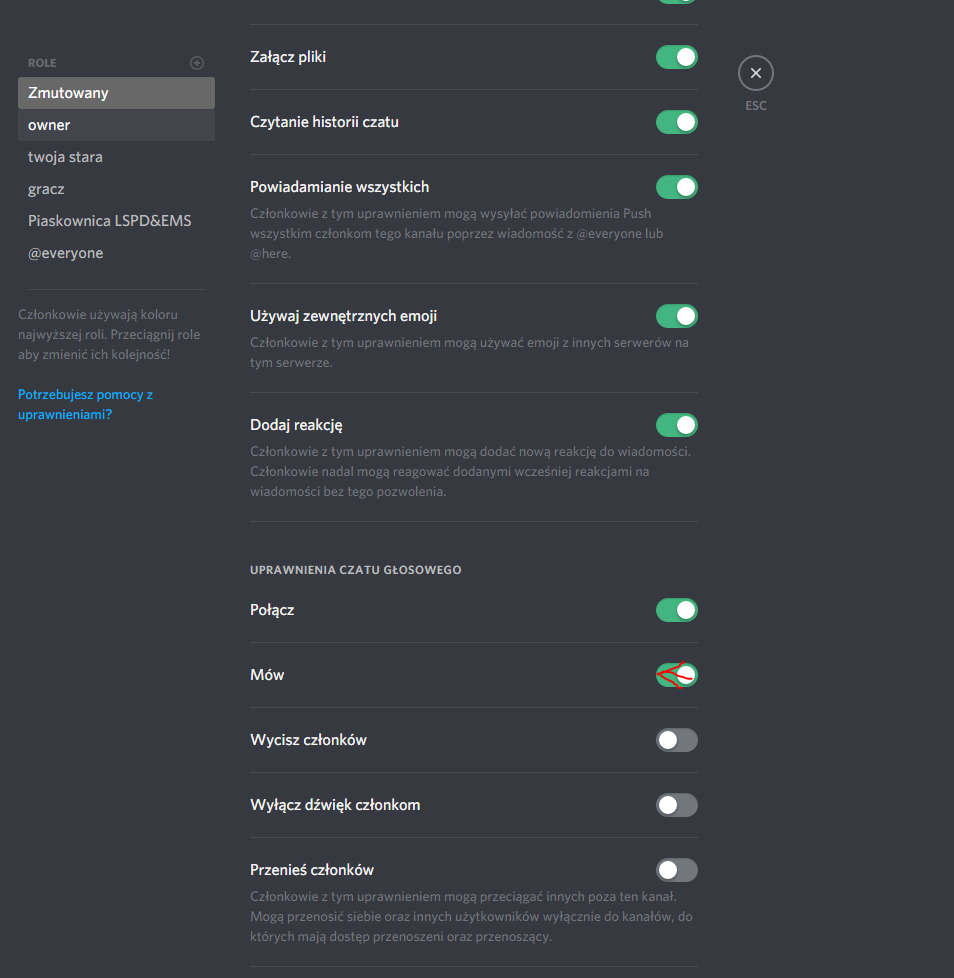 ROLE
Zmutowany
owner
twoja stara
gracz
Piaskownica LSPD&EMS
@everyone
Członkowie używają koloru
najwyższej roli. Przeciągnij role
aby zmienić ich kolejność!
Potrzebujesz pomocy z
uprawnieniami?
Załącz pliki
Czytanie historii czatu
Powiadamianie wszystkich
Członkowie z tym uprawnieniem mogą wysyłać powiadomienia Push
wszystkim członkom tego kanału poprzez wiadomość z @everyone lub
@here.
Używaj zewnętrznych emoji
Członkowie z tym uprawnieniem mogą używać emoji z innych serwerów na
tym serwerze.
Dodaj reakcję
Członkowie z tym uprawnieniem mogą dodać nową reakcję do wiadomości.
Członkowie nadal mogą reagować dodanymi wcześniej reakcjami na
wiadomości bez tego pozwolenia.
UPRAWNIENIA CZATU GŁOSOWEGO
Połącz
Mów
Wycisz członków
Wyłącz dźwięk członkom
Przenieś członków
Członkowie z tym uprawnieniem mogą przeciągać innych poza ten kanał.
Mogą przenosić siebie oraz innych użytkowników wyłącznie do kanałów, do
których mają dostęp przenoszeni oraz przenoszący.
ESC